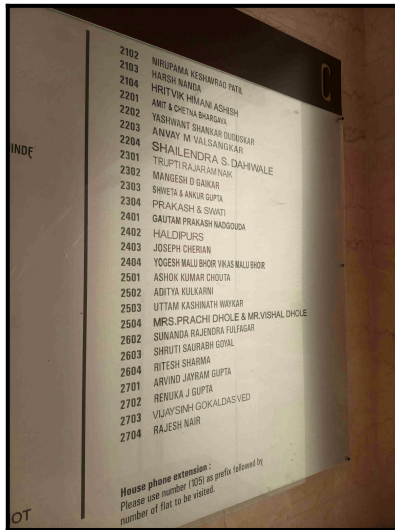 C
2102 NIRUPAMA KESHAVRAO PATIL
2103 HARSH NANDA
2104 HRITVIK HIMANI ASHISH
2201 AMIT & CHETNA BHARGAVA
2202 YASHWANT SHANKAR DUDUSKAR
2203 ANVAY M VALSANGKAR
2204 SHAILENDRA S. DAHIWALE
2301 TRUPTI RAJARAM NAIK
2302 MANGESH D GAIKAR
2303 SHWETA & ANKUR GUPTA
2304 PRAKASH & SWATI
2401 GAUTAM PRAKASH NADGOUDA
2402 HALDIPURS
2403 JOSEPH CHERIAN
2404 YOGESH MALU BHOIR VIKAS MALU BHOIR
2501 ASHOK KUMAR CHOUTA
2502 ADITYA KULKARNI
2503 UTTAM KASHINATH WAYKAR
2504 MRS.PRACHI DHOLE & MR.VISHAL DHOLE
2602 SUNANDA RAJENDRA FULFAGAR
2603 SHRUTI SAURABH GOYAL
2604 RITESH SHARMA
2701 ARVIND JAYRAM GUPTA
2702 RENUKA J GUPTA
2703 VIJAYSINH GOKALDAS VED
2704 RAJESH NAIR
House phone extension :
Please use number (105) as prefix followed by
number of flat to be visited.